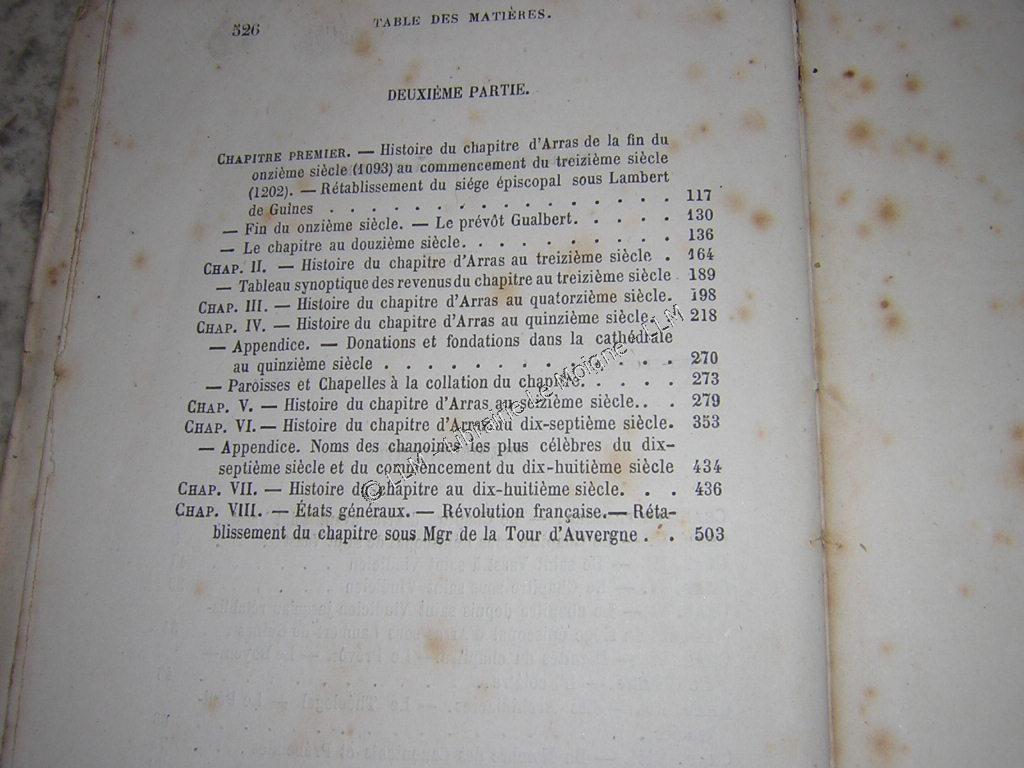 526 TABLE DES MATIÈRES.
DEUXIÈME PARTIE.
CHAPITRE PREMIER. — Histoire du chapitre d'Arras de la fin du
onzième siècle (1093) au commencement du treizième siècle
(1202). — Rétablissement du siége épiscopal sous Lambert
de Guines . . . . . . . . . . . . . . . . 117
— Fin du onzième siècle. — Le prévôt Gualbert. . . . . . 130
— Le chapitre au douzième siècle. . . . . . . . . . 136
CHAP. II. — Histoire du chapitre d'Arras au treizième siècle . 164
— Tableau synoptique des revenus du chapitre au treizième siècle 189
CHAP. III. — Histoire du chapitre d'Arras au quatorzième siècle. 198
CHAP. IV. — Histoire du chapitre d'Arras au quinzième siècle. . 218
— Appendice. — Donations et fondations dans la cathédrale
au quinzième siècle . . . . . . . . . . . . . 270
— Paroisses et Chapelles à la collation du chapitre. . . . . 273
CHAP. V. — Histoire du chapitre d'Arras au seizième siècle. . . 279
CHAP. VI. — Histoire du chapitre d'Arras au dix-septième siècle. 353
— Appendice. Noms des chanoines les plus célèbres du dix-
septième siècle et du commencement du dix-huitième siècle 434
CHAP. VII. — Histoire du chapitre au dix-huitième siècle. . . 436
CHAP. VIII. — États généraux. — Révolution française. — Réta-
blissement du chapitre sous Mgr de la Tour d'Auvergne . . 503
© LLM - Librairie Le Moigne - LLM